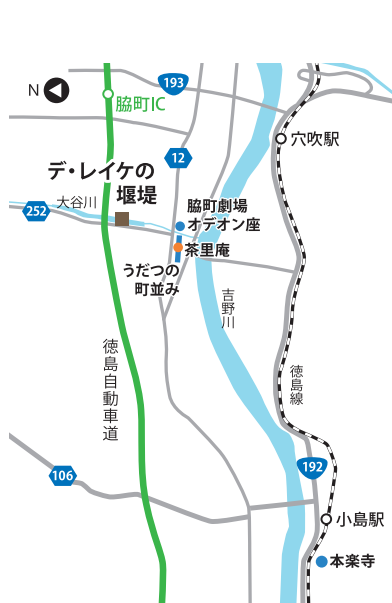 193
N
脇町IC
穴吹駅
12
デ・レイケの
堰堤
大谷川
252
脇町劇場
オデオン座
茶里庵
うだつの
町並み
吉野川
徳島自動車道
徳島線
106
192
小島駅
本楽寺